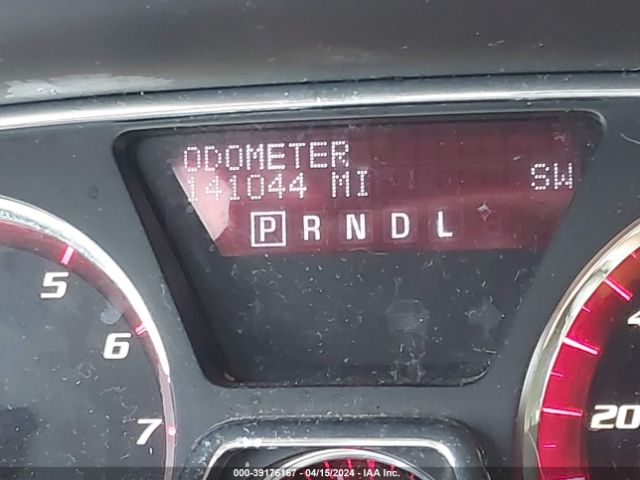 ODOMETER
141044 MI SW
P R N D L
5
6
7
20
000-39176167 - 04/15/2024 - IAA Inc.